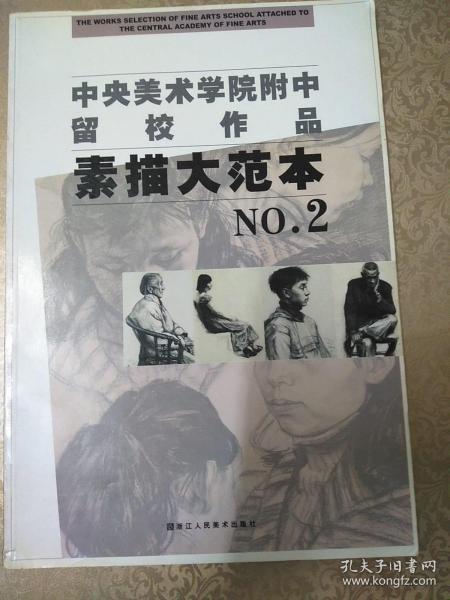 THE WORKS SELECTION OF FINE ARTS SCHOOL ATTACHED TO
THE CENTRAL ACADEMY OF FINE ARTS
中央美术学院附中
留校作品
素描大范本
NO.2
浙江人民美术出版社
孔夫子旧书网
www.kongfz.com